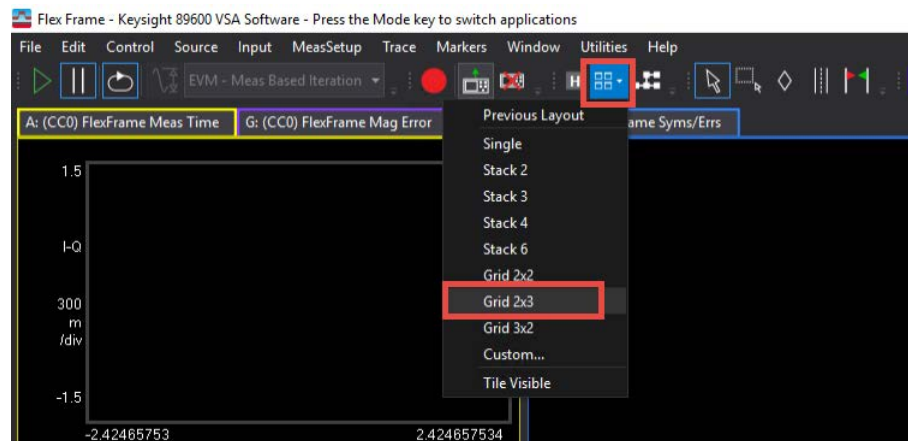 Flex Frame - Keysight 89600 VSA Software - Press the Mode key to switch applications
File Edit Control Source Input MeasSetup Trace Markers Window Utilities Help
EVM - Meas Based Iteration H
A: (CC0) FlexFrame Meas Time G: (CC0) FlexFrame Mag Error ame Syms/Errs
Previous Layout
Single
Stack 2
Stack 3
Stack 4
Stack 6
Grid 2x2
Grid 2x3
Grid 3x2
Custom...
Tile Visible
1.5
I-Q
300
m
/div
-1.5
-2.42465753 2.424657534